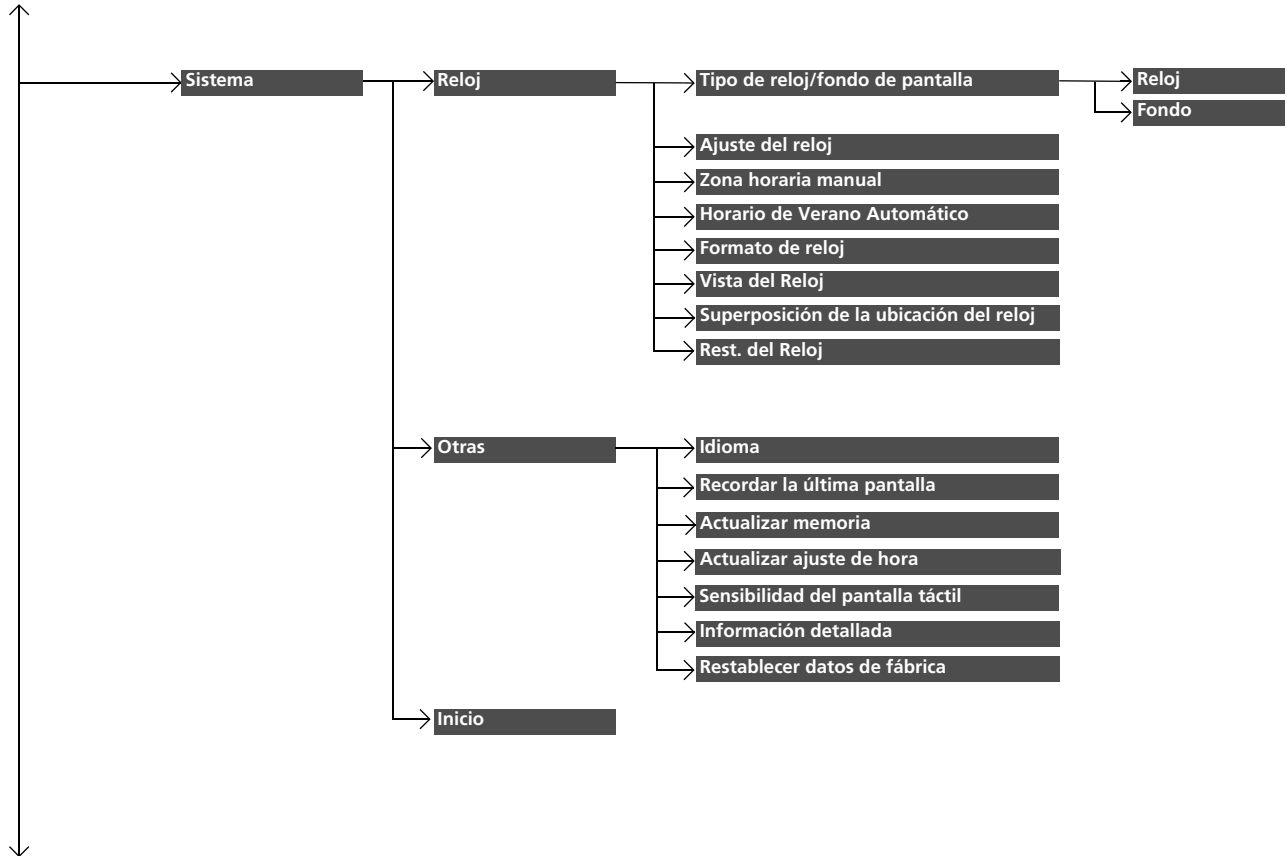 Sistema
Reloj
Tipo de reloj/fondo de pantalla
Reloj
Fondo
Ajuste del reloj
Zona horaria manual
Horario de Verano Automático
Formato de reloj
Vista del Reloj
Superposición de la ubicación del reloj
Rest. del Reloj
Otras
Idioma
Recordar la última pantalla
Actualizar memoria
Actualizar ajuste de hora
Sensibilidad del pantalla táctil
Información detallada
Restablecer datos de fábrica
Inicio